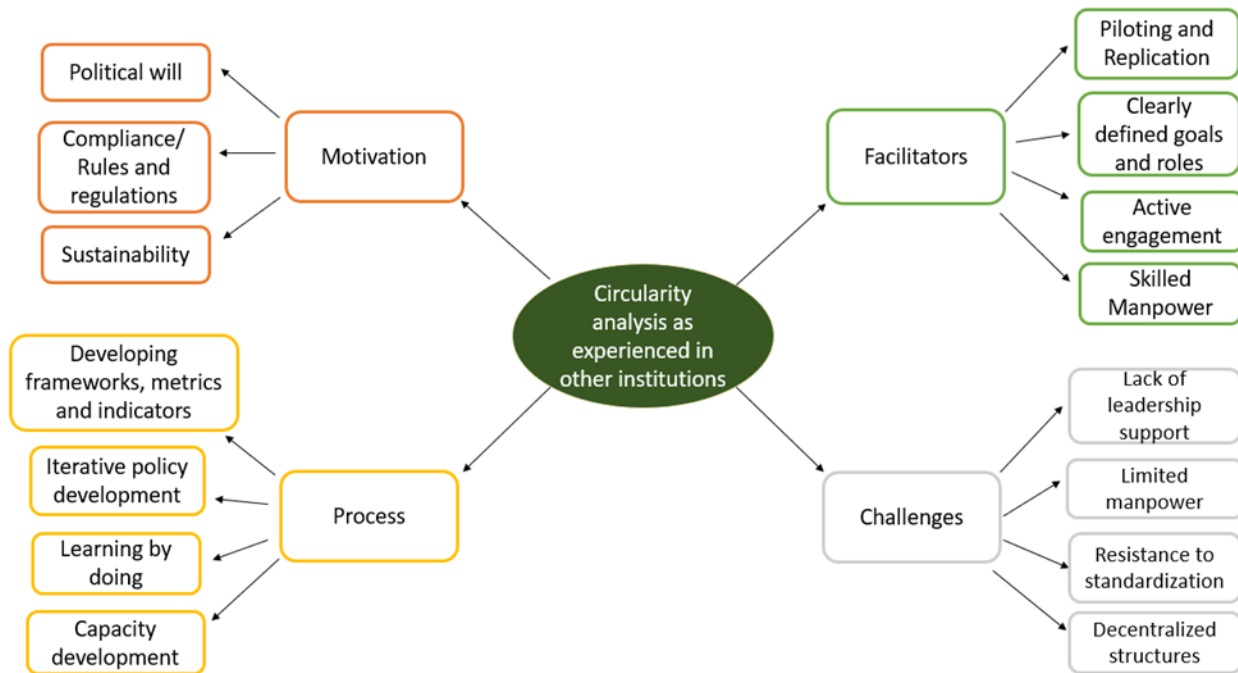 Political will
Compliance/
Rules and
regulations
Sustainability
Motivation
Facilitators
Piloting and
Replication
Clearly
defined goals
and roles
Active
engagement
Skilled
Manpower
Circularity
analysis as
experienced in
other institutions
Developing
frameworks, metrics
and indicators
Iterative policy
development
Learning by
doing
Capacity
development
Process
Challenges
Lack of
leadership
support
Limited
manpower
Resistance to
standardization
Decentralized
structures